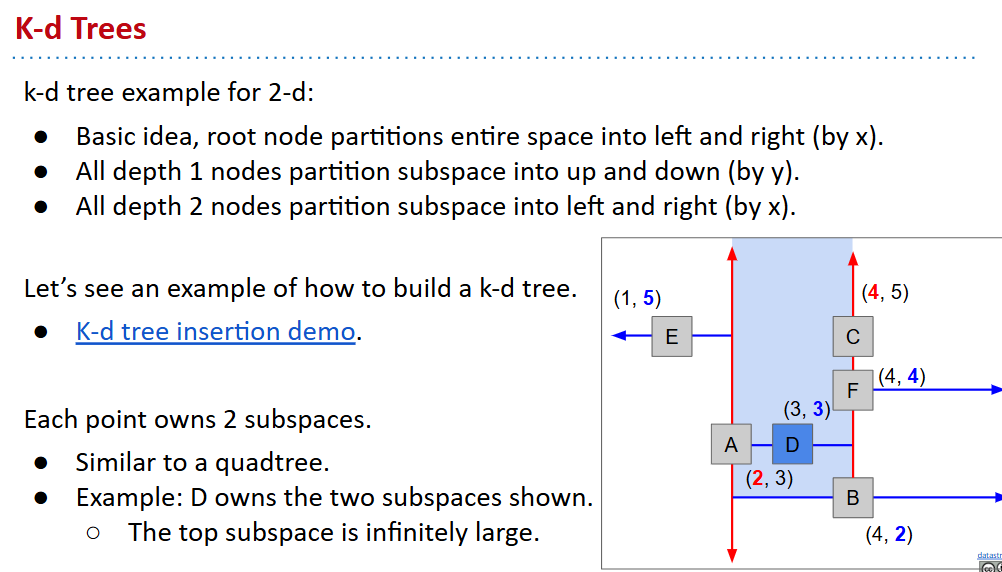 K-d Trees
k-d tree example for 2-d:
● Basic idea, root node partitions entire space into left and right (by x).
● All depth 1 nodes partition subspace into up and down (by y).
● All depth 2 nodes partition subspace into left and right (by x).
Let’s see an example of how to build a k-d tree.
● K-d tree insertion demo.
Each point owns 2 subspaces.
● Similar to a quadtree.
● Example: D owns the two subspaces shown.
○ The top subspace is infinitely large.
(1, 5)
E
(4, 5)
C
(4, 4)
F
(3, 3)
A
D
(2, 3)
B
(4, 2)
datastr
cc